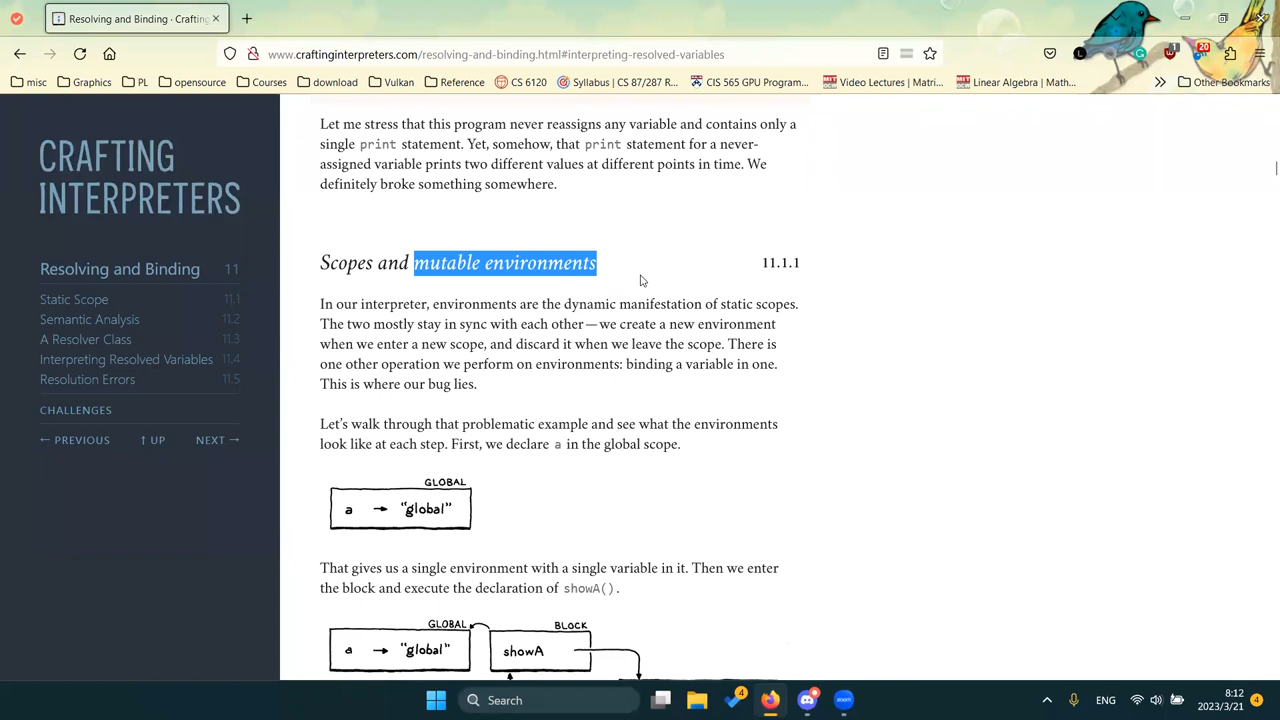 Resolving and Binding · Crafting
www.craftinginterpreters.com/resolving-and-binding.html#interpreting-resolved-variables
1
20
misc
Graphics
PL
opensource
Courses
download
Vulkan
Reference
CS 6120
Syllabus | CS 87/287 R...
CIS 565 GPU Program...
Video Lectures | Matri...
Linear Algebra | Math...
Other Bookmarks
CRAFTING
INTERPRETERS
Resolving and Binding 11
Static Scope 11.1
Semantic Analysis 11.2
A Resolver Class 11.3
Interpreting Resolved Variables 11.4
Resolution Errors 11.5
CHALLENGES
← PREVIOUS ↑ UP NEXT →
Let me stress that this program never reassigns any variable and contains only a
single print statement. Yet, somehow, that print statement for a never-
assigned variable prints two different values at different points in time. We
definitely broke something somewhere.
Scopes and mutable environments 11.1.1
In our interpreter, environments are the dynamic manifestation of static scopes.
The two mostly stay in sync with each other—we create a new environment
when we enter a new scope, and discard it when we leave the scope. There is
one other operation we perform on environments: binding a variable in one.
This is where our bug lies.
Let's walk through that problematic example and see what the environments
look like at each step. First, we declare a in the global scope.
GLOBAL
a → "global"
That gives us a single environment with a single variable in it. Then we enter
the block and execute the declaration of showA().
GLOBAL BLOCK
a → "global" showA
Search
4
zoom
ENG
8:12
2023/3/21
4